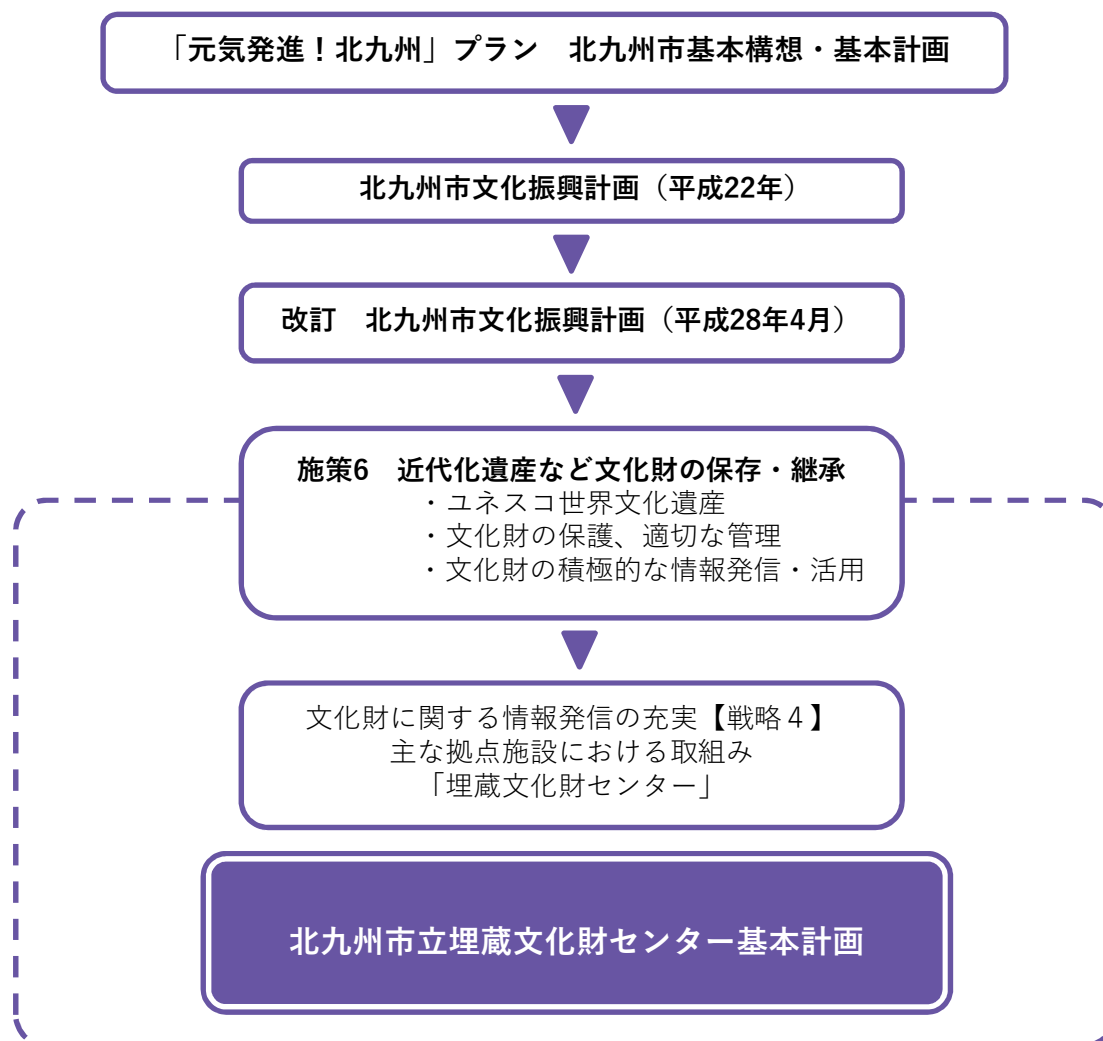 「元気発進！北九州」プラン　北九州市基本構想・基本計画
北九州市文化振興計画（平成22年）
改訂　北九州市文化振興計画（平成28年4月）
施策6　近代化遺産など文化財の保存・継承
・ユネスコ世界文化遺産
・文化財の保護、適切な管理
・文化財の積極的な情報発信・活用
文化財に関する情報発信の充実【戦略４】
主な拠点施設における取組み
「埋蔵文化財センター」
北九州市立埋蔵文化財センター基本計画